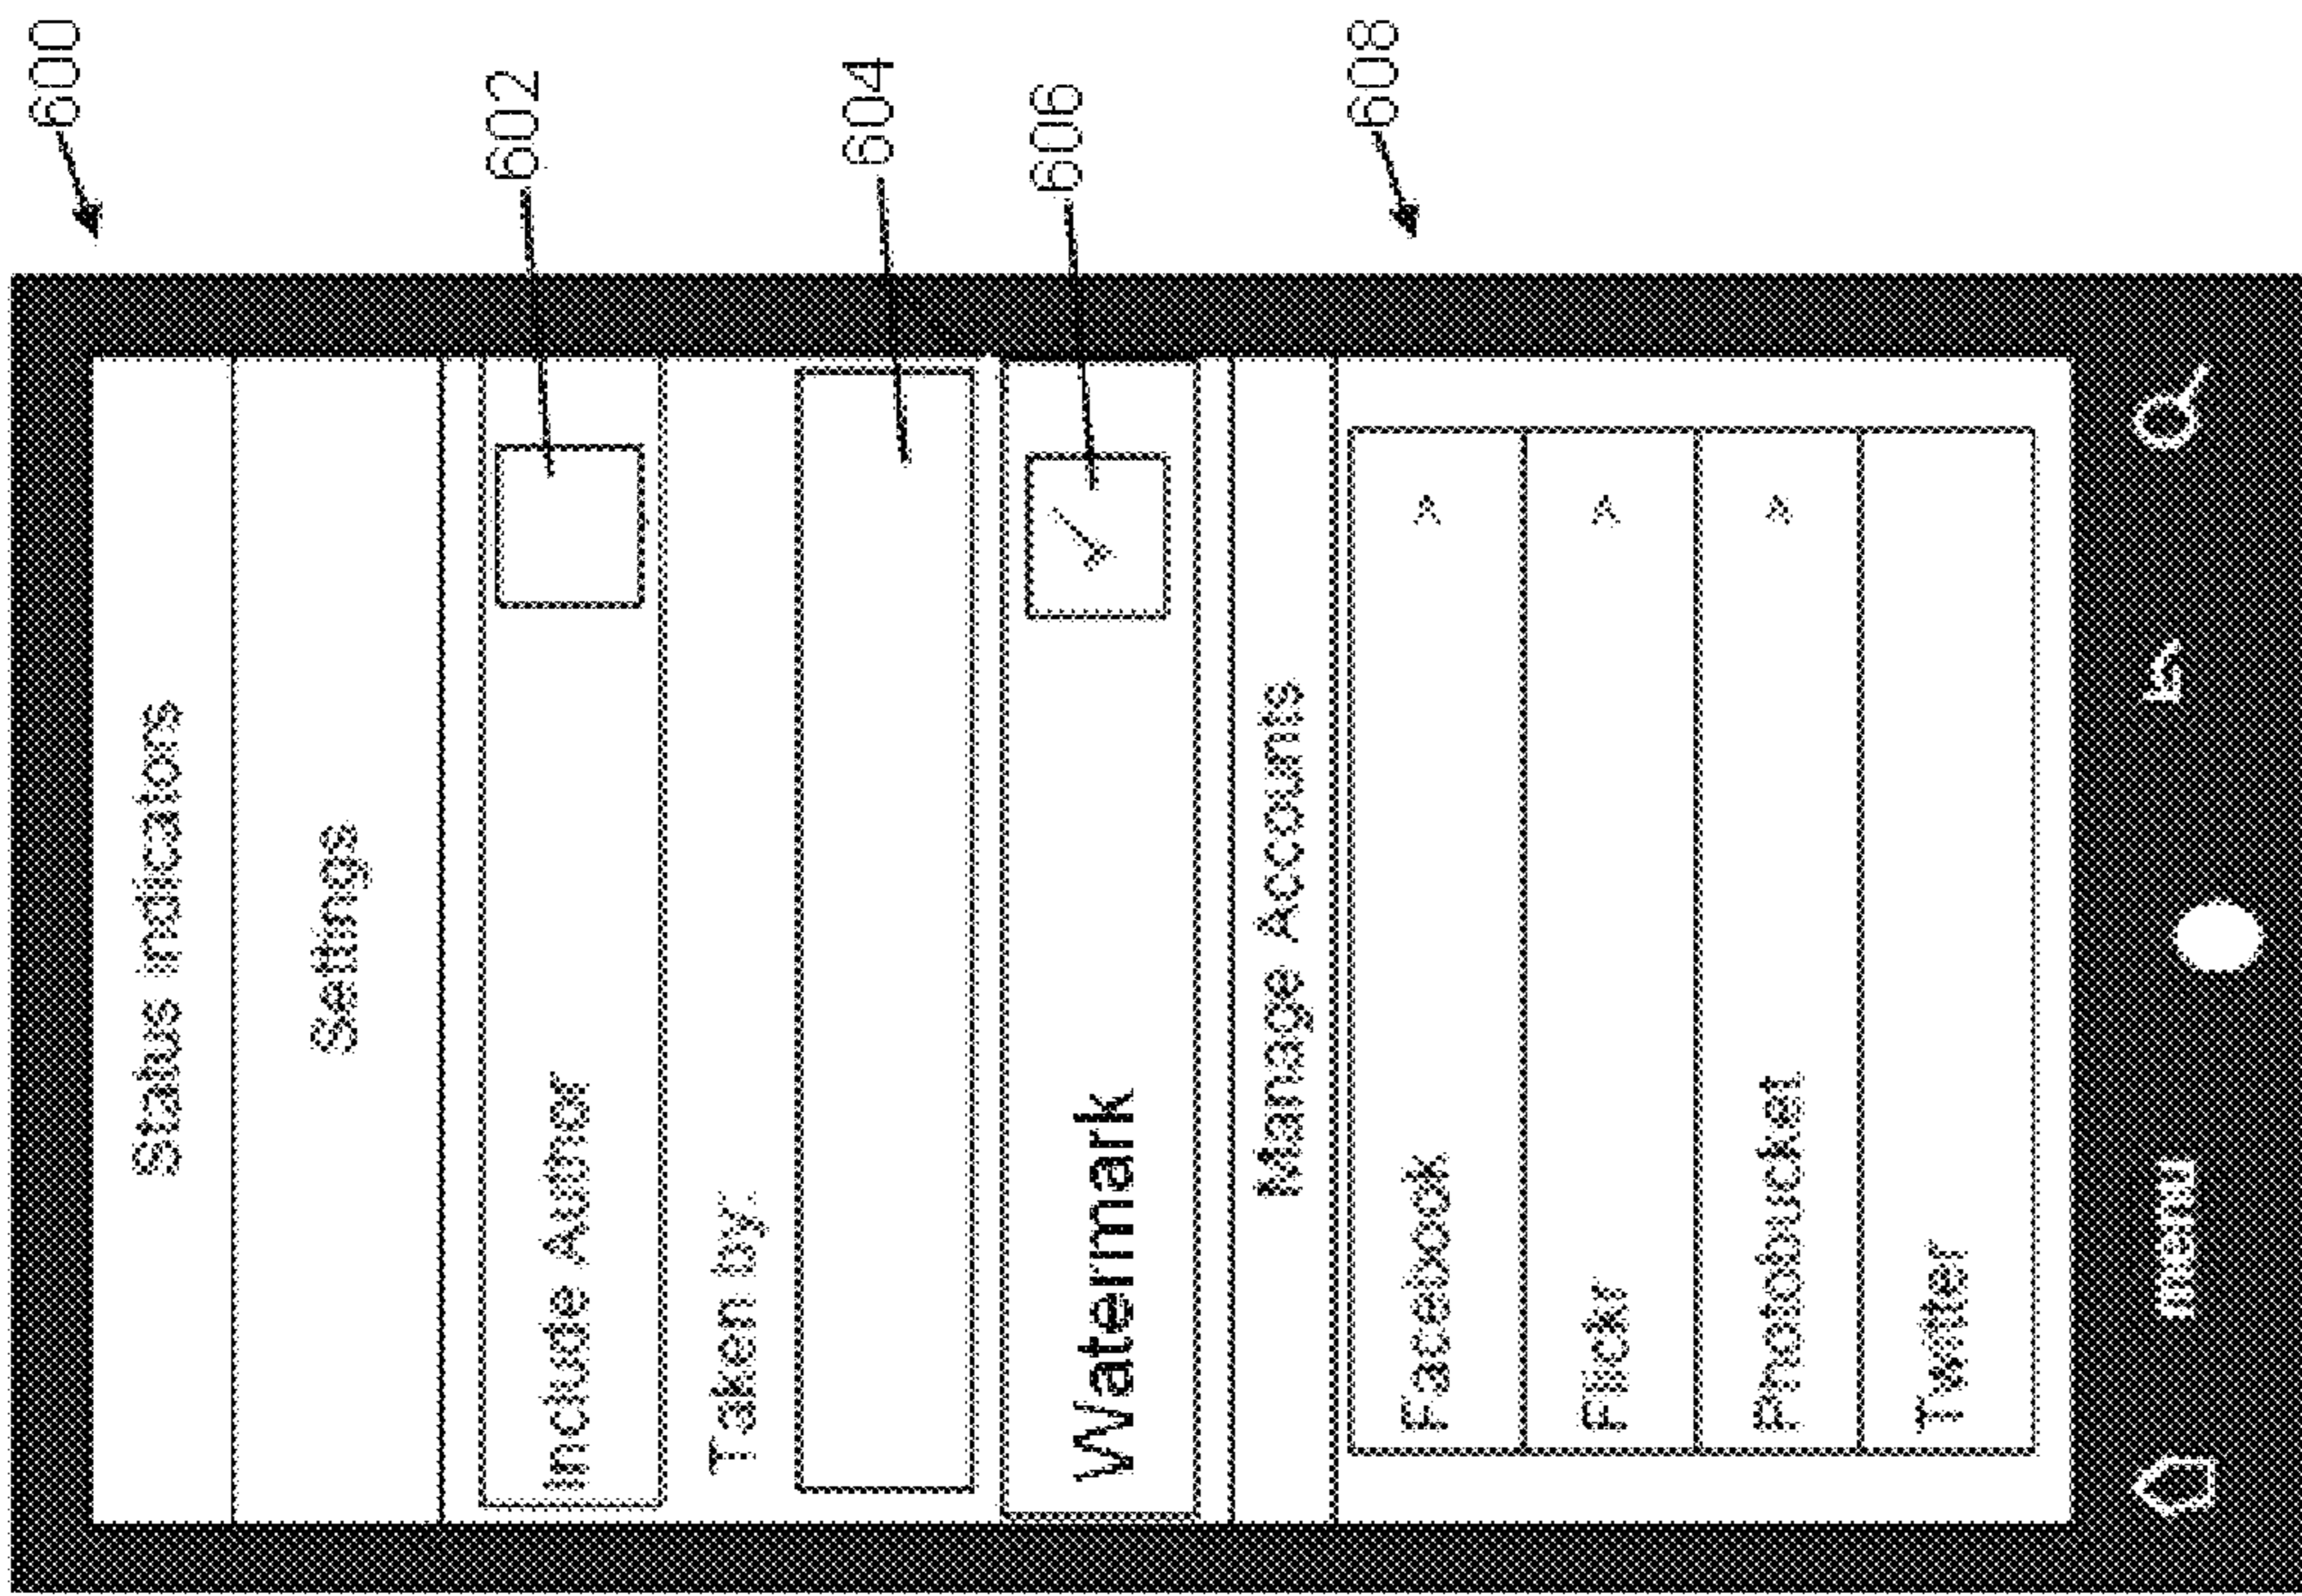 600
Status Indicators
Settings
Include Author
602
Taken by:
604
Watermark
606
Manage Accounts
608
Facebook >
Flickr >
Photobucket >
Twitter
menu